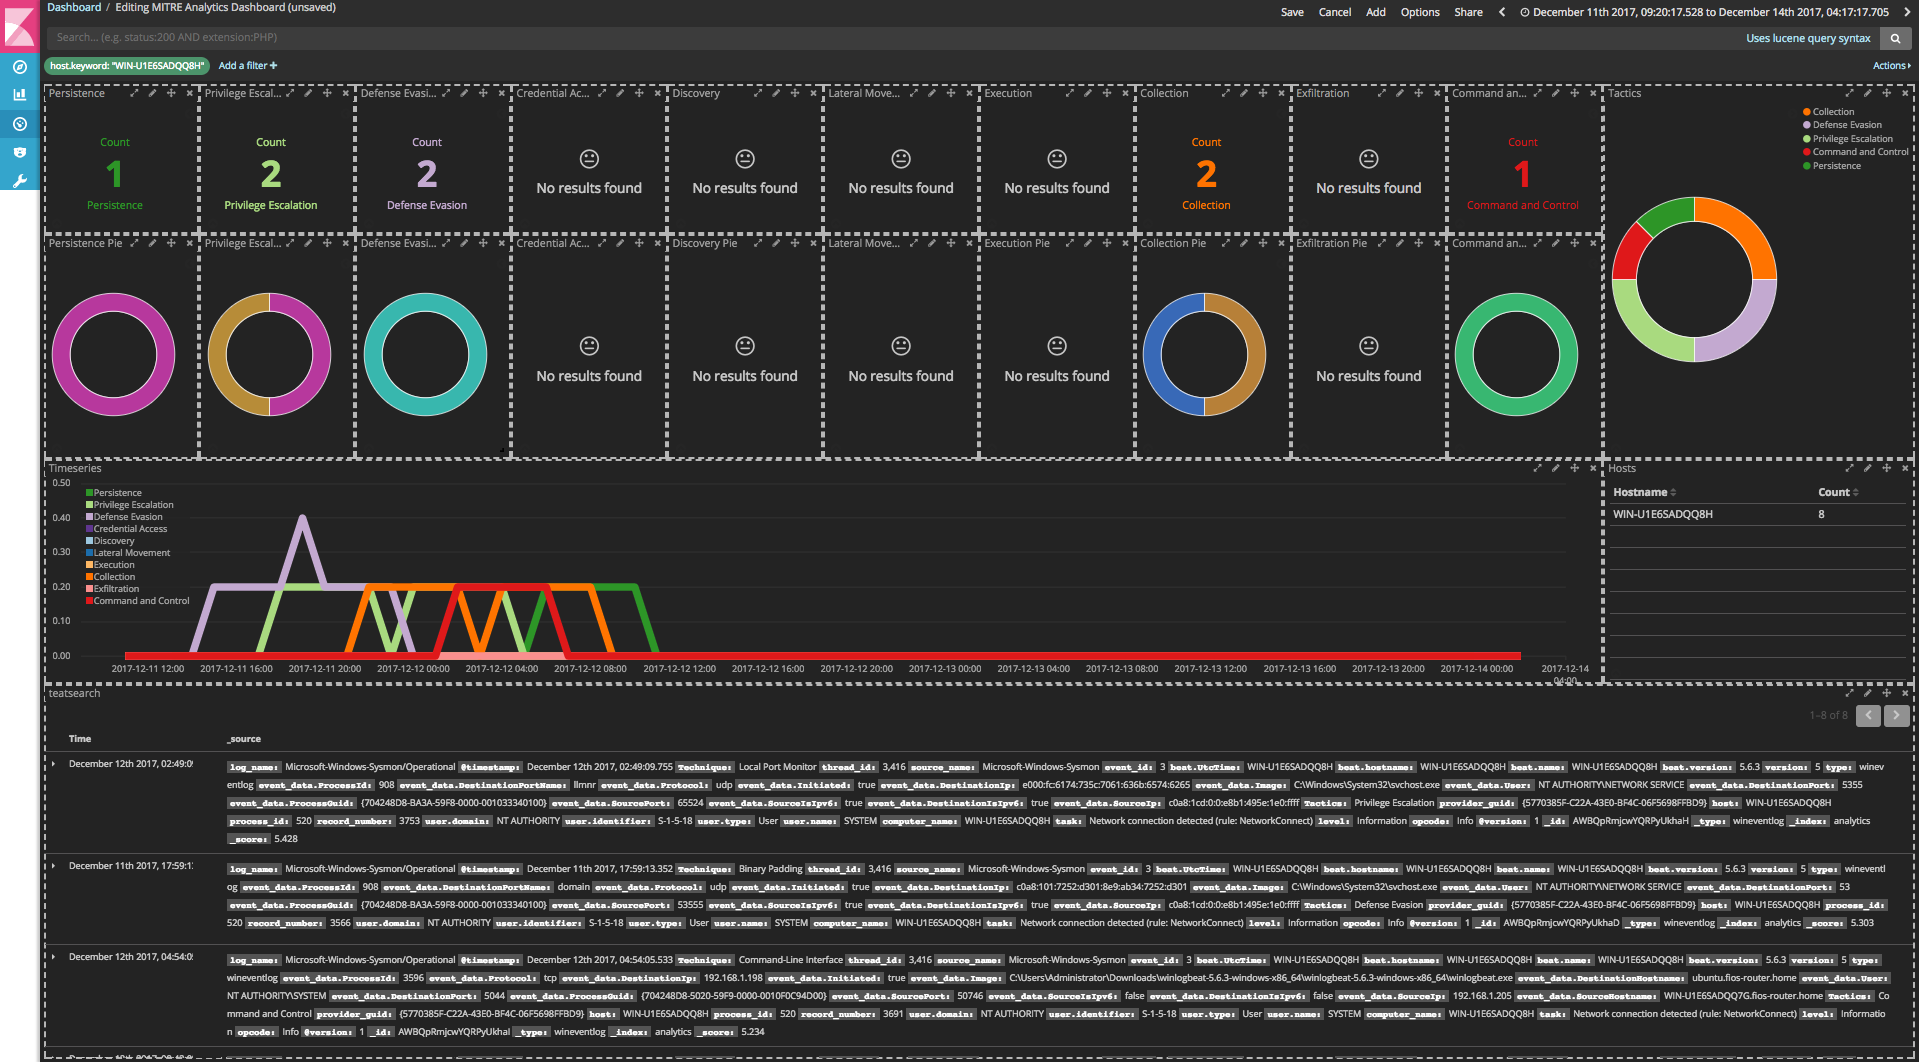 Dashboard / Editing MITRE Analytics Dashboard (unsaved)
Save Cancel Add Options Share December 11th 2017, 09:20:17.528 to December 14th 2017, 04:17:17.705
Search... (e.g. status:200 AND extension:PHP) Uses lucene query syntax
host.keyword: "WIN-U1E6SADQQ8H" Add a filter + Actions
Persistence Privilege Escal... Defense Evasi... Credential Ac... Discovery Lateral Move... Execution Collection Exfiltration Command an... Tactics
Count Count Count Count Count
1 2 2 2 1
No results found No results found No results found No results found No results found
Persistence Privilege Escalation Defense Evasion Collection Command and Control
Collection
Defense Evasion
Privilege Escalation
Command and Control
Persistence
Persistence Pie Privilege Escal... Defense Evasi... Credential Ac... Discovery Pie Lateral Move... Execution Pie Collection Pie Exfiltration Pie Command an...
No results found No results found No results found No results found No results found
Timeseries
0.50
0.40
0.30
0.20
0.10
0.00
Persistence
Privilege Escalation
Defense Evasion
Credential Access
Discovery
Lateral Movement
Execution
Collection
Exfiltration
Command and Control
2017-12-11 12:00 2017-12-11 16:00 2017-12-11 20:00 2017-12-12 00:00 2017-12-12 04:00 2017-12-12 08:00 2017-12-12 12:00 2017-12-12 16:00 2017-12-12 20:00 2017-12-13 00:00 2017-12-13 04:00 2017-12-13 08:00 2017-12-13 12:00 2017-12-13 16:00 2017-12-13 20:00 2017-12-14 00:00 2017-12-14
04:00
Hosts
Hostname Count
WIN-U1E6SADQQ8H 8
teatsearch
1–8 of 8
Time _source
December 12th 2017, 02:49:0
log_name: Microsoft-Windows-Sysmon/Operational @timestamp: December 12th 2017, 02:49:09.755 Technique: Local Port Monitor thread_id: 3,416 source_name: Microsoft-Windows-Sysmon event_id: 3 beat.UtcTime: WIN-U1E6SADQQ8H beat.hostname: WIN-U1E6SADQQ8H beat.name: WIN-U1E6SADQQ8H beat.version: 5.6.3 version: 5 type: winev
entlog event_data.ProcessId: 908 event_data.DestinationPortName: llmnr event_data.Protocol: udp event_data.Initiated: true event_data.DestinationIp: e000:fc:6174:735c:7061:636b:6574:6265 event_data.Image: C:\Windows\System32\svchost.exe event_data.User: NT AUTHORITY\NETWORK SERVICE event_data.DestinationPort: 5355
event_data.ProcessGuid: {704248D8-BA3A-59F8-0000-001033340100} event_data.SourcePort: 65524 event_data.SourceIsIpv6: true event_data.DestinationIsIpv6: true event_data.SourceIp: c0a8:1cd:0:0:e8b1:495e:1e0:ffff Tactics: Privilege Escalation provider_guid: {5770385F-C22A-43E0-BF4C-06F5698FFBD9} host: WIN-U1E6SADQQ8H
process_id: 520 record_number: 3753 user.domain: NT AUTHORITY user.identifier: S-1-5-18 user.type: User user.name: SYSTEM computer_name: WIN-U1E6SADQQ8H task: Network connection detected (rule: NetworkConnect) level: Information opcode: Info @version: 1 _id: AWBQpRmjcwYQRPyUkhaH _type: wineventlog _index: analytics
_score: 5.428
December 11th 2017, 17:59:1
log_name: Microsoft-Windows-Sysmon/Operational @timestamp: December 11th 2017, 17:59:13.352 Technique: Binary Padding thread_id: 3,416 source_name: Microsoft-Windows-Sysmon event_id: 3 beat.UtcTime: WIN-U1E6SADQQ8H beat.hostname: WIN-U1E6SADQQ8H beat.name: WIN-U1E6SADQQ8H beat.version: 5.6.3 version: 5 type: wineventl
og event_data.ProcessId: 908 event_data.DestinationPortName: domain event_data.Protocol: udp event_data.Initiated: true event_data.DestinationIp: c0a8:101:7252:d301:8e9:ab34:7252:d301 event_data.Image: C:\Windows\System32\svchost.exe event_data.User: NT AUTHORITY\NETWORK SERVICE event_data.DestinationPort: 53
event_data.ProcessGuid: {704248D8-BA3A-59F8-0000-001033340100} event_data.SourcePort: 53555 event_data.SourceIsIpv6: true event_data.DestinationIsIpv6: true event_data.SourceIp: c0a8:1cd:0:0:e8b1:495e:1e0:ffff Tactics: Defense Evasion provider_guid: {5770385F-C22A-43E0-BF4C-06F5698FFBD9} host: WIN-U1E6SADQQ8H process_id:
520 record_number: 3566 user.domain: NT AUTHORITY user.identifier: S-1-5-18 user.type: User user.name: SYSTEM computer_name: WIN-U1E6SADQQ8H task: Network connection detected (rule: NetworkConnect) level: Information opcode: Info @version: 1 _id: AWBQpRmjcwYQRPyUkhaD _type: wineventlog _index: analytics _score: 5.303
December 12th 2017, 04:54:0
log_name: Microsoft-Windows-Sysmon/Operational @timestamp: December 12th 2017, 04:54:05.533 Technique: Command-Line Interface thread_id: 3,416 source_name: Microsoft-Windows-Sysmon event_id: 3 beat.UtcTime: WIN-U1E6SADQQ8H beat.hostname: WIN-U1E6SADQQ8H beat.name: WIN-U1E6SADQQ8H beat.version: 5.6.3 version: 5 type:
wineventlog event_data.ProcessId: 3596 event_data.Protocol: tcp event_data.DestinationIp: 192.168.1.198 event_data.Initiated: true event_data.Image: C:\Users\Administrator\Downloads\winlogbeat-5.6.3-windows-x86_64\winlogbeat-5.6.3-windows-x86_64\winlogbeat.exe event_data.DestinationHostname: ubuntu.fios-router.home event_data.User:
NT AUTHORITY\SYSTEM event_data.DestinationPort: 5044 event_data.ProcessGuid: {704248D8-5020-59F9-0000-0010F0C94D00} event_data.SourcePort: 50746 event_data.SourceIsIpv6: false event_data.DestinationIsIpv6: false event_data.SourceIp: 192.168.1.205 event_data.SourceHostname: WIN-U1E6SADQQ7G.fios-router.home Tactics: Co
mmand and Control provider_guid: {5770385F-C22A-43E0-BF4C-06F5698FFBD9} host: WIN-U1E6SADQQ8H process_id: 520 record_number: 3691 user.domain: NT AUTHORITY user.identifier: S-1-5-18 user.type: User user.name: SYSTEM computer_name: WIN-U1E6SADQQ8H task: Network connection detected (rule: NetworkConnect) level: Informatio
n opcode: Info @version: 1 _id: AWBQpRmjcwYQRPyUkhaI _type: wineventlog _index: analytics _score: 5.234